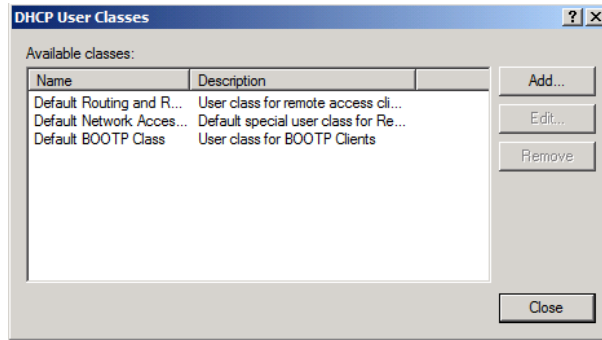 DHCP User Classes
Available classes:
Name Description
Default Routing and R... User class for remote access cli...
Default Network Acces... Default special user class for Re...
Default BOOTP Class User class for BOOTP Clients
Add...
Edit...
Remove
Close